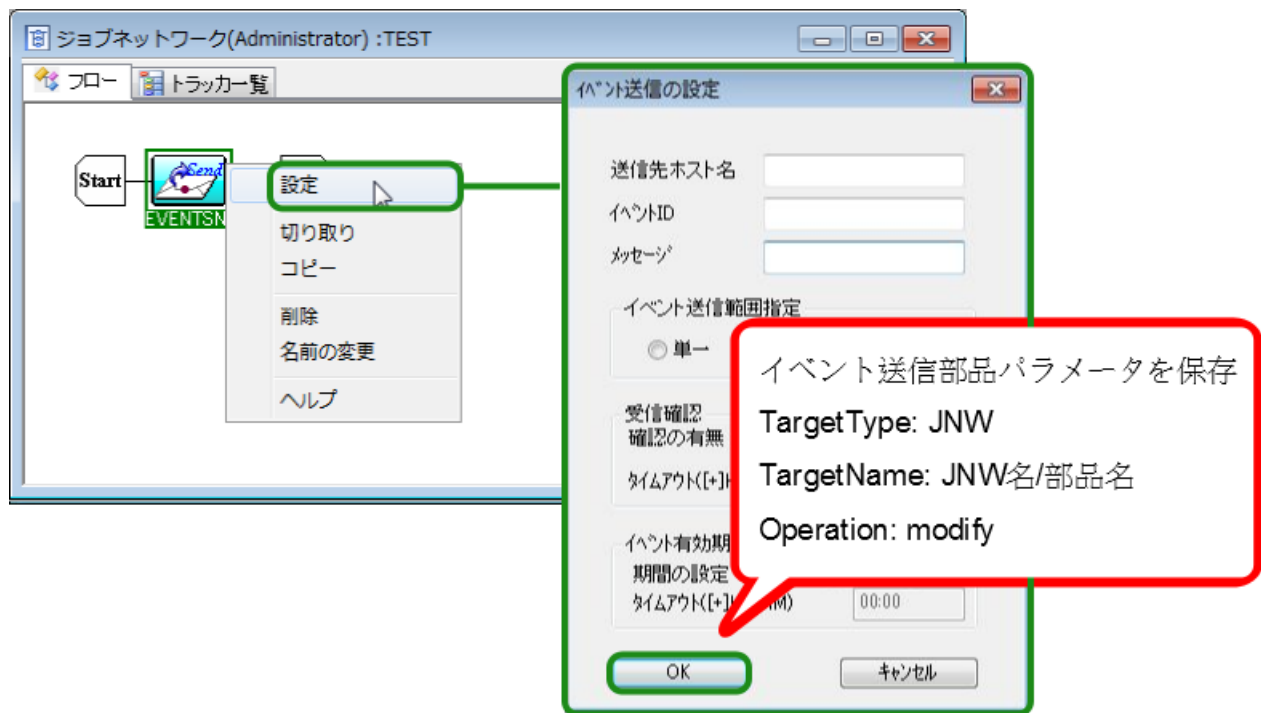 ジョブネットワーク(Administrator) :TEST
フロー
トラッカ一覧
Start
Send
EVENTSN
設定
切り取り
コピー
削除
名前の変更
ヘルプ
イベント送信の設定
送信先ホスト名
イベントID
メッセージ
イベント送信範囲指定
単一
受信確認
確認の有無
タイムアウト([+]H
イベント有効期
期間の設定
タイムアウト([+]
MM)
00:00
OK
キャンセル
イベント送信部品パラメータを保存
TargetType: JNW
TargetName: JNW名/部品名
Operation: modify